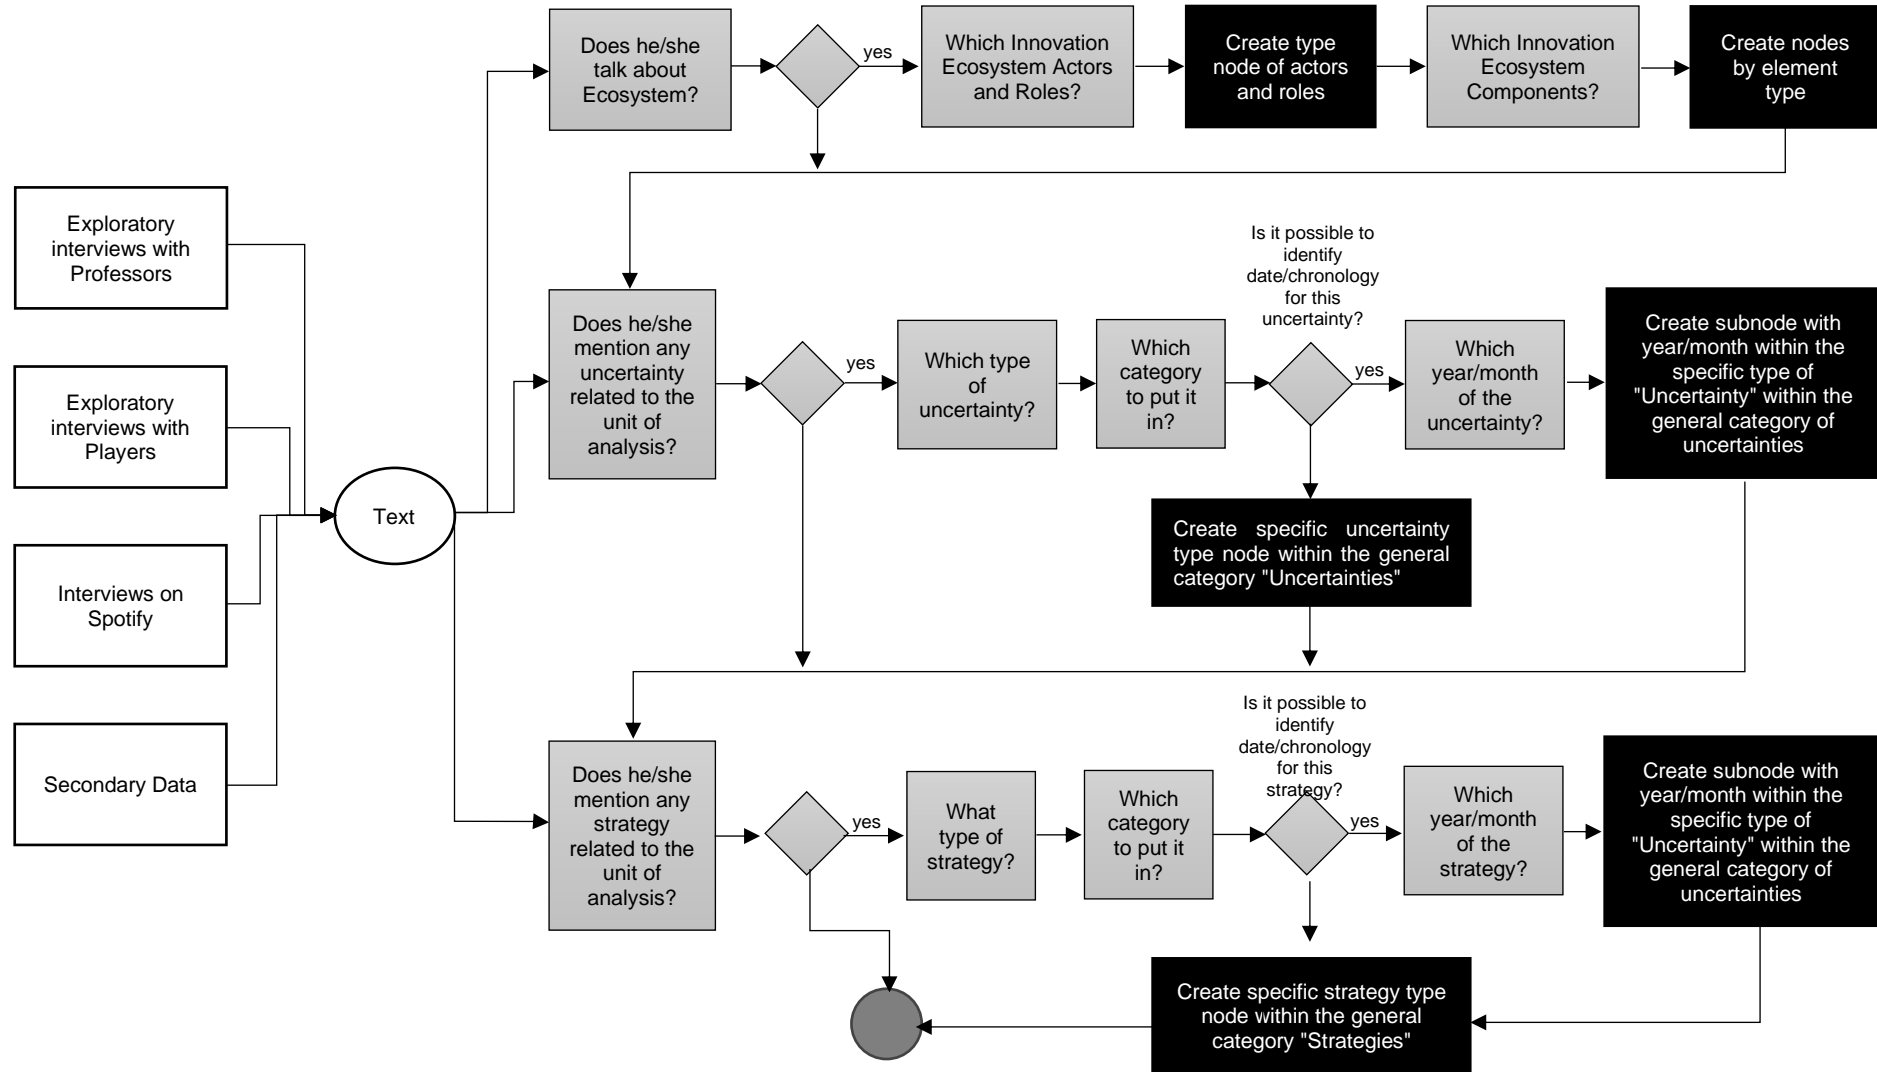 Does he/she
talk about
Ecosystem?
yes
Which Innovation
Ecosystem Actors
and Roles?
Create type
node of actors
and roles
Which Innovation
Ecosystem
Components?
Create nodes
by element
type
Exploratory
interviews with
Professors
Exploratory
interviews with
Players
Interviews on
Spotify
Secondary Data
Text
Does he/she
mention any
uncertainty
related to the
unit of
analysis?
yes
Which type
of
uncertainty?
Which
category
to put it
in?
Is it possible to
identify
date/chronology
for this
uncertainty?
yes
Which
year/month
of the
uncertainty?
Create subnode with
year/month within the
specific type of
"Uncertainty" within the
general category of
uncertainties
Create specific uncertainty
type node within the general
category "Uncertainties"
Does he/she
mention any
strategy
related to the
unit of
analysis?
yes
What
type of
strategy?
Which
category
to put it
in?
Is it possible to
identify
date/chronology
for this
strategy?
yes
Which
year/month
of the
strategy?
Create subnode with
year/month within the
specific type of
"Uncertainty" within the
general category of
uncertainties
Create specific strategy type
node within the general
category "Strategies"